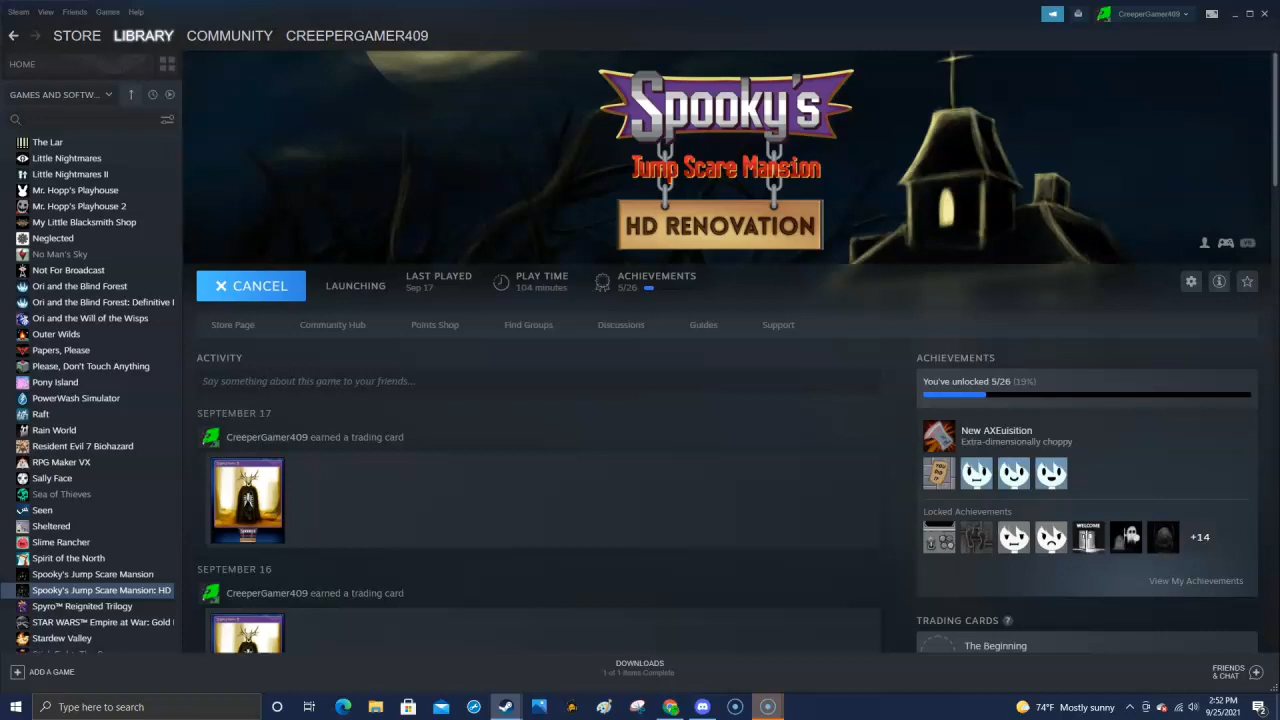 Steam View Friends Games Help
CreeperGamer409
STORE LIBRARY COMMUNITY CREEPERGAMER409
HOME
GAMES AND SOFTW...
The Lar
Little Nightmares
Little Nightmares II
Mr. Hopp's Playhouse
Mr. Hopp's Playhouse 2
My Little Blacksmith Shop
Neglected
No Man's Sky
Not For Broadcast
Ori and the Blind Forest
Ori and the Blind Forest: Definitive
Ori and the Will of the Wisps
Outer Wilds
Papers, Please
Please, Don't Touch Anything
Pony Island
PowerWash Simulator
Raft
Rain World
Resident Evil 7 Biohazard
RPG Maker VX
Sally Face
Sea of Thieves
Seen
Sheltered
Slime Rancher
Spirit of the North
Spooky's Jump Scare Mansion
Spooky's Jump Scare Mansion: HD
Spyro™ Reignited Trilogy
STAR WARS™ Empire at War: Gold
Stardew Valley
ADD A GAME
Spooky's
Jump Scare Mansion
HD RENOVATION
X CANCEL
LAUNCHING
LAST PLAYED
Sep 17
PLAY TIME
104 minutes
ACHIEVEMENTS
5/26
Store Page Community Hub Points Shop Find Groups Discussions Guides Support
ACTIVITY
Say something about this game to your friends...
SEPTEMBER 17
CreeperGamer409 earned a trading card
SEPTEMBER 16
CreeperGamer409 earned a trading card
ACHIEVEMENTS
You've unlocked 5/26 (19%)
New AXEuisition
Extra-dimensionally choppy
Locked Achievements
WELCOME
+14
View My Achievements
TRADING CARDS ?
The Beginning
DOWNLOADS
1 of 1 Items Complete
FRIENDS
& CHAT
Type here to search
74°F Mostly sunny
2:52 PM
9/25/2021